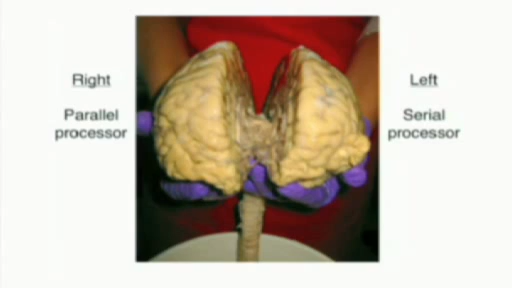 Right
Parallel
processor
Left
Serial
processor